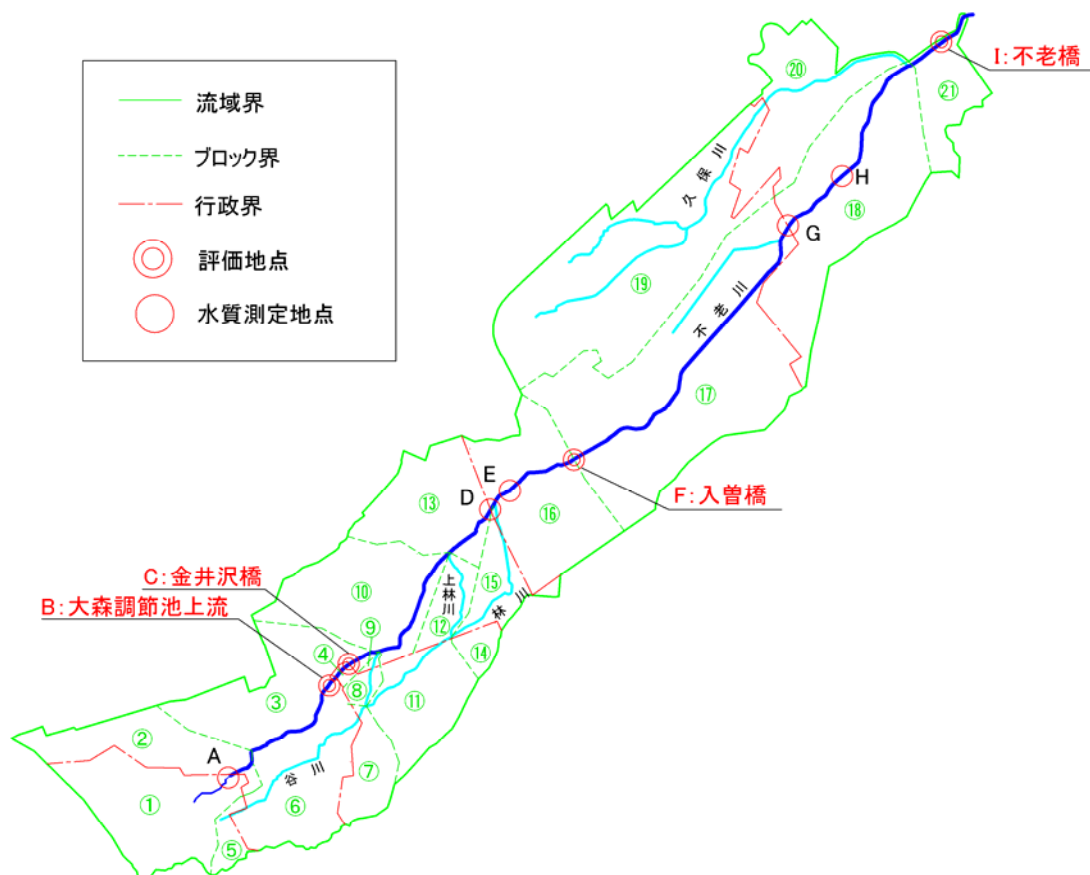 流域界
ブロック界
行政界
評価地点
水質測定地点
I:不老橋
⑳
㉑
久保川
H
⑱
G
⑲
不老川
⑰
E
D
⑬
⑯
F:入曽橋
C:金井沢橋
B:大森調節池上流
⑩
上林川
⑮
林川
⑫
⑨
④
⑭
⑧
③
⑪
②
A
⑦
谷川
①
⑥
⑤